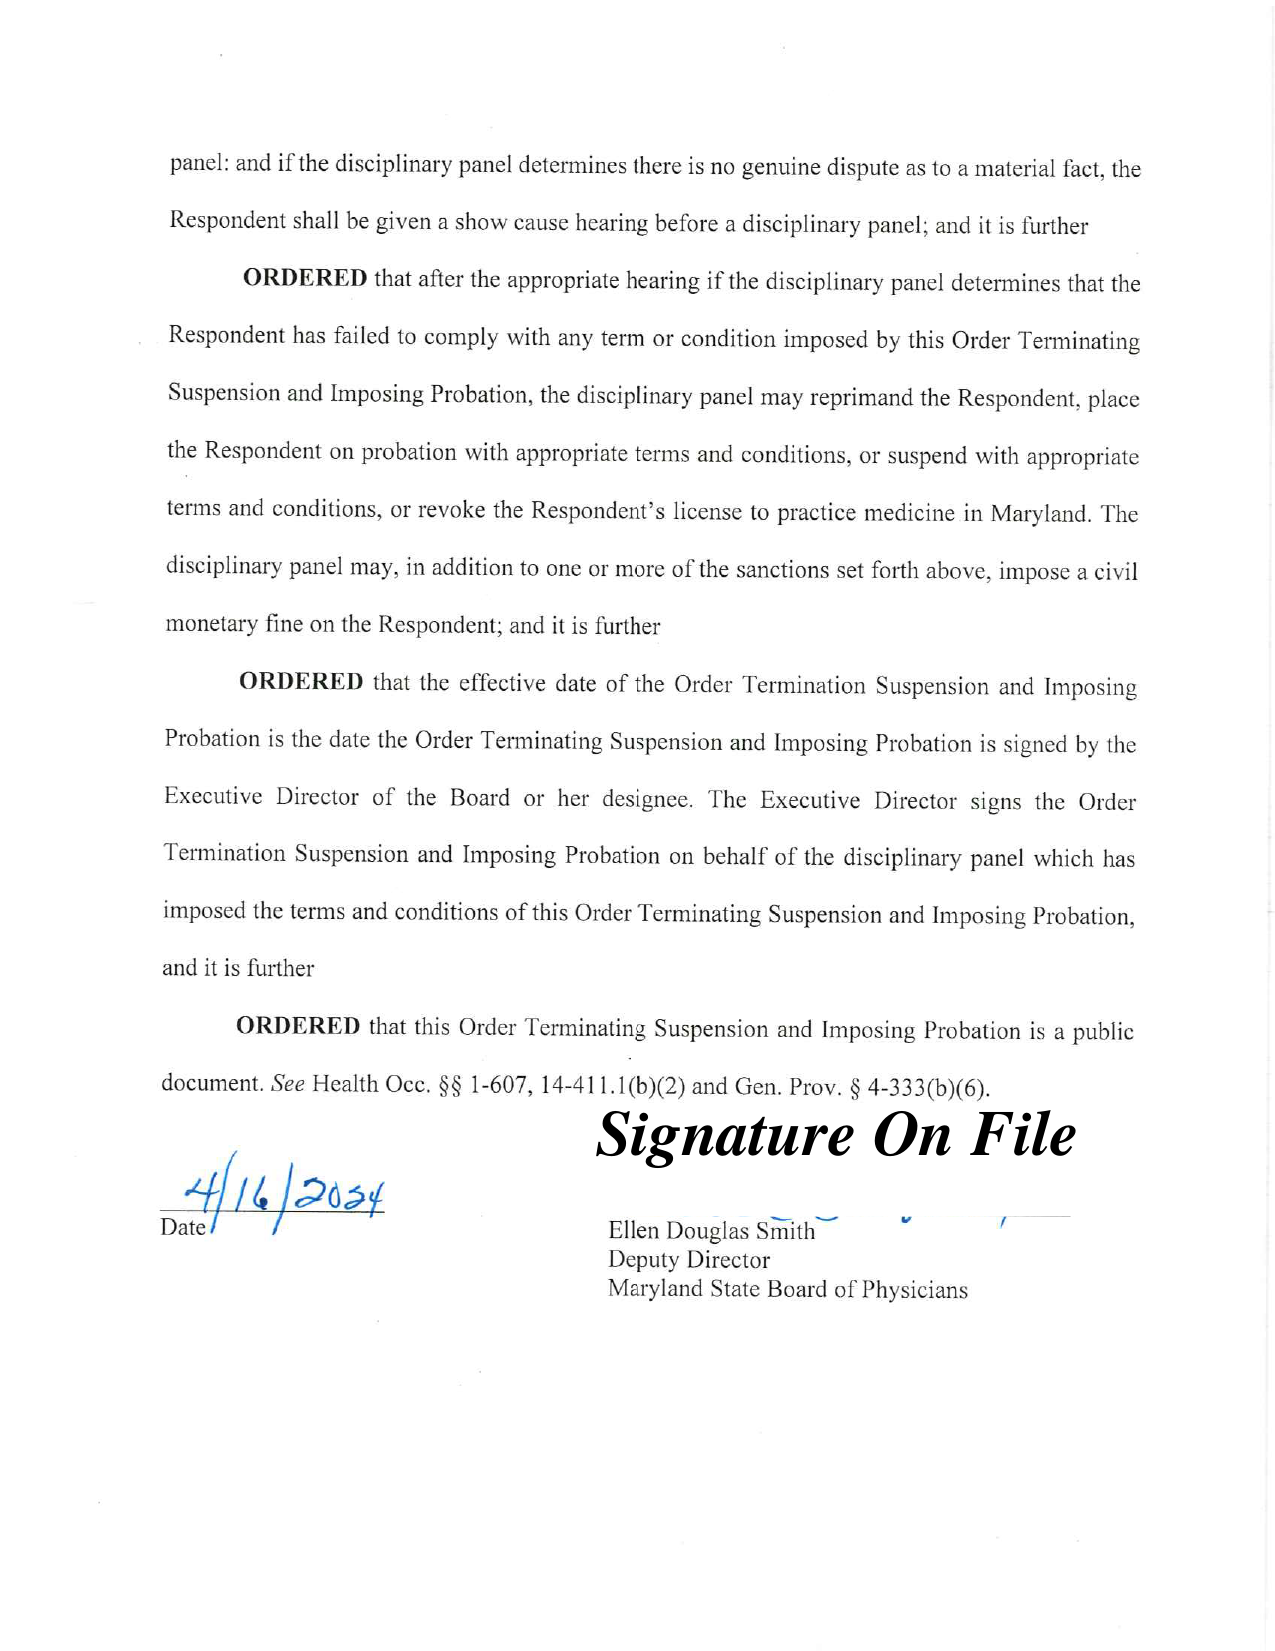 panel: and if the disciplinary panel determines there is no genuine dispute as to a material fact, the
Respondent shall be given a show cause hearing before a disciplinary panel; and it is further
ORDERED that after the appropriate hearing if the disciplinary panel determines that the
Respondent has failed to comply with any term or condition imposed by this Order Terminating
Suspension and Imposing Probation, the disciplinary panel may reprimand the Respondent, place
the Respondent on probation with appropriate terms and conditions, or suspend with appropriate
terms and conditions, or revoke the Respondent's license to practice medicine in Maryland. The
disciplinary panel may, in addition to one or more of the sanctions set forth above, impose a civil
monetary fine on the Respondent; and it is further
ORDERED that the effective date of the Order Termination Suspension and Imposing
Probation is the date the Order Terminating Suspension and Imposing Probation is signed by the
Executive Director of the Board or her designee. The Executive Director signs the Order
Termination Suspension and Imposing Probation on behalf of the disciplinary panel which has
imposed the terms and conditions of this Order Terminating Suspension and Imposing Probation,
and it is further
ORDERED that this Order Terminating Suspension and Imposing Probation is a public
document. See Health Occ. §§ 1-607, 14-411.1(b)(2) and Gen. Prov. § 4-333(b)(6).
Signature On File
4/16/2024
Date
Ellen Douglas Smith
Deputy Director
Maryland State Board of Physicians